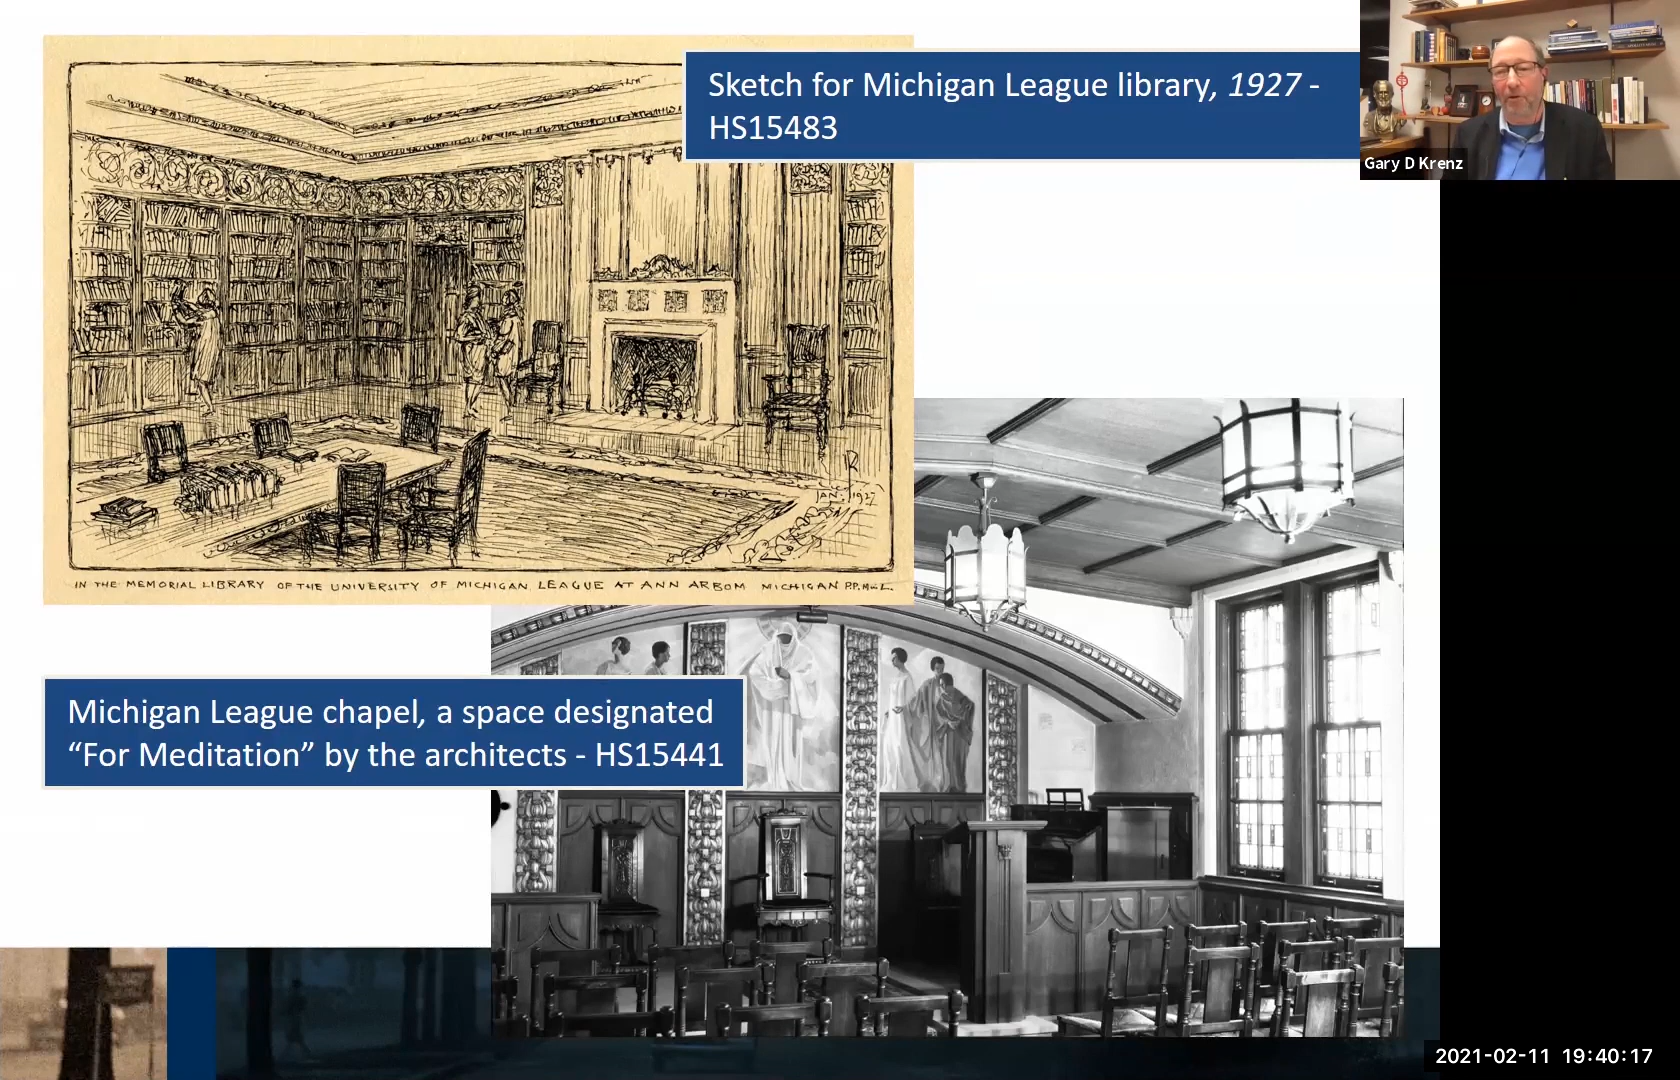 Sketch for Michigan League library, 1927 -
HS15483
Gary D Krenz
JAN. 1927
IN THE MEMORIAL LIBRARY OF THE UNIVERSITY OF MICHIGAN LEAGUE AT ANN ARBOM MICHIGAN
Michigan League chapel, a space designated
“For Meditation” by the architects - HS15441
2021-02-11 19:40:17